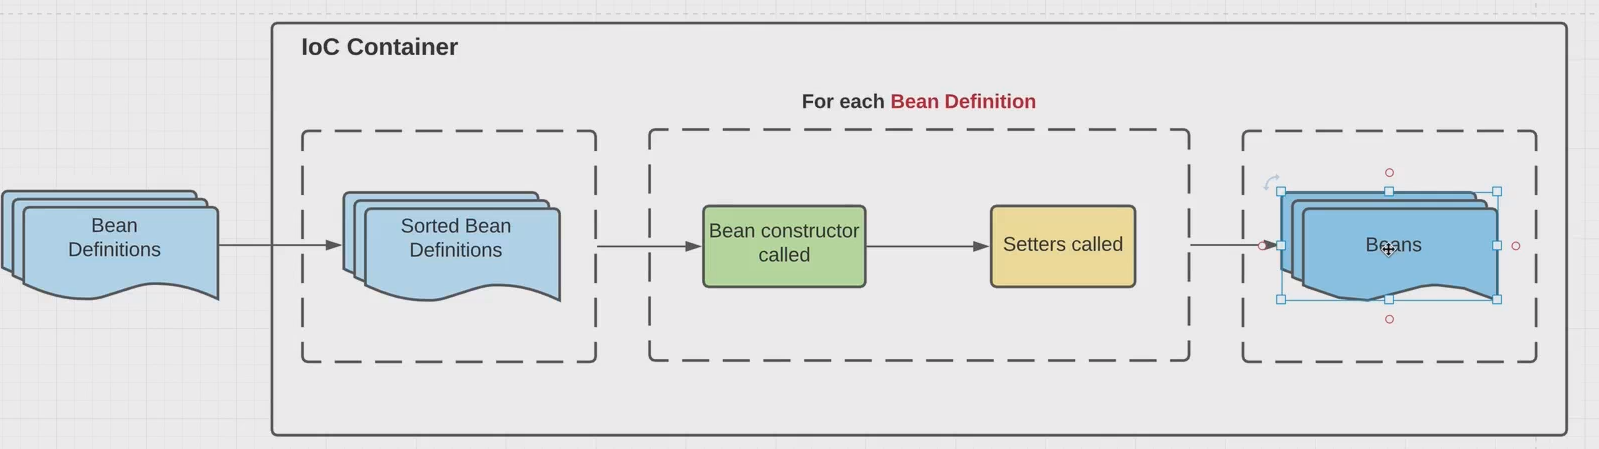 IoC Container
For each Bean Definition
Bean
Definitions
Sorted Bean
Definitions
Bean constructor
called
Setters called
Beans